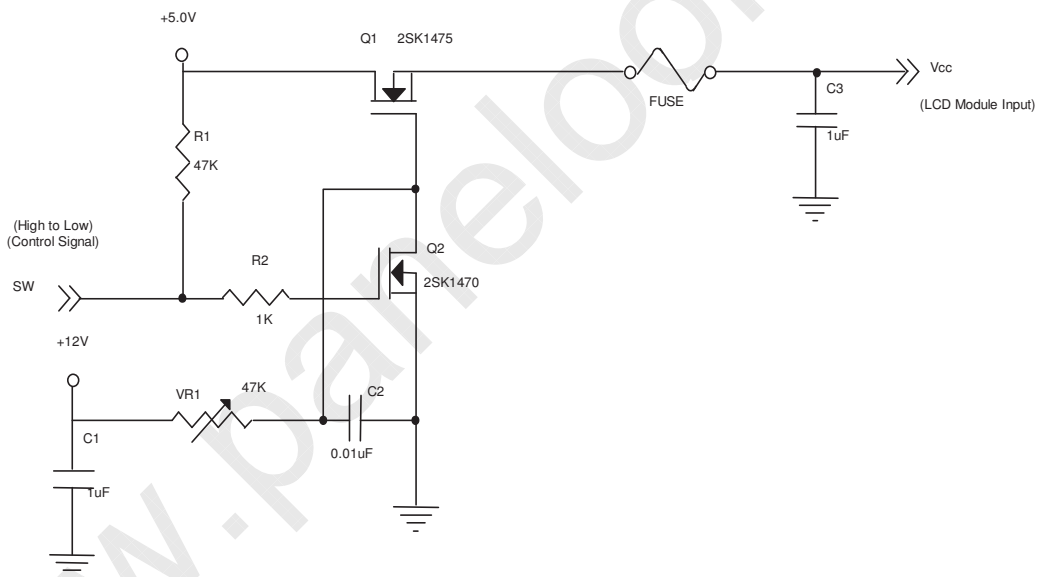 +5.0V
Q1 2SK1475
FUSE
Vcc
(LCD Module Input)
C3
1uF
R1
47K
(High to Low)
(Control Signal)
SW
R2
1K
Q2
2SK1470
+12V
VR1
47K
C2
0.01uF
C1
1uF
w.paneloo